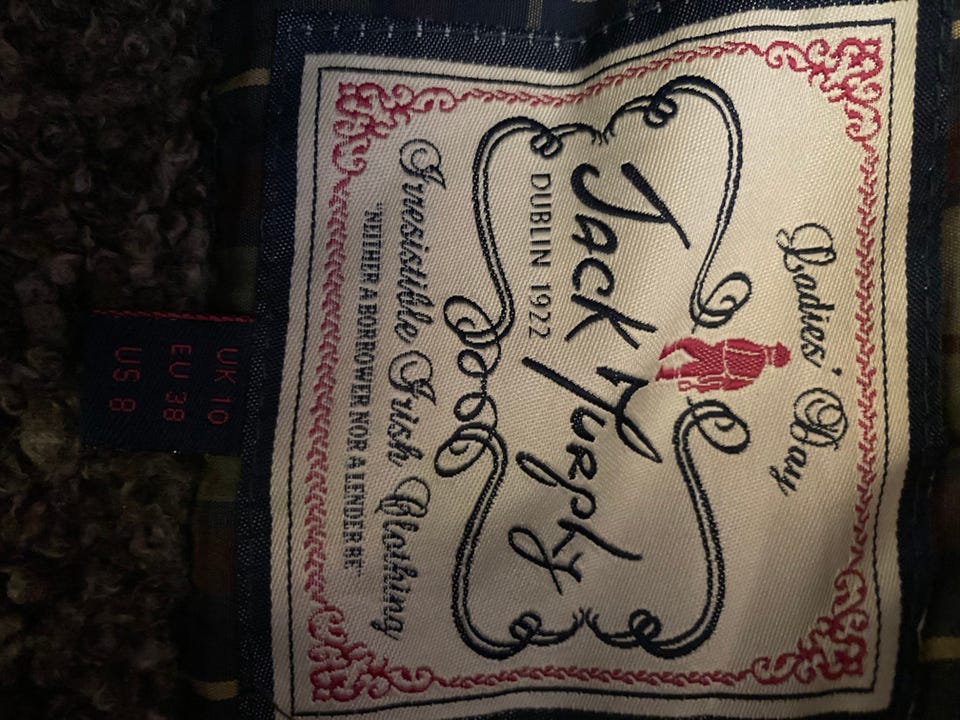 Ladies' Day
JACK MURPHY
DUBLIN 1922
Irresistible Irish Clothing
"NEITHER A BORROWER NOR A LENDER BE"
UK 10
EU 38
US 8